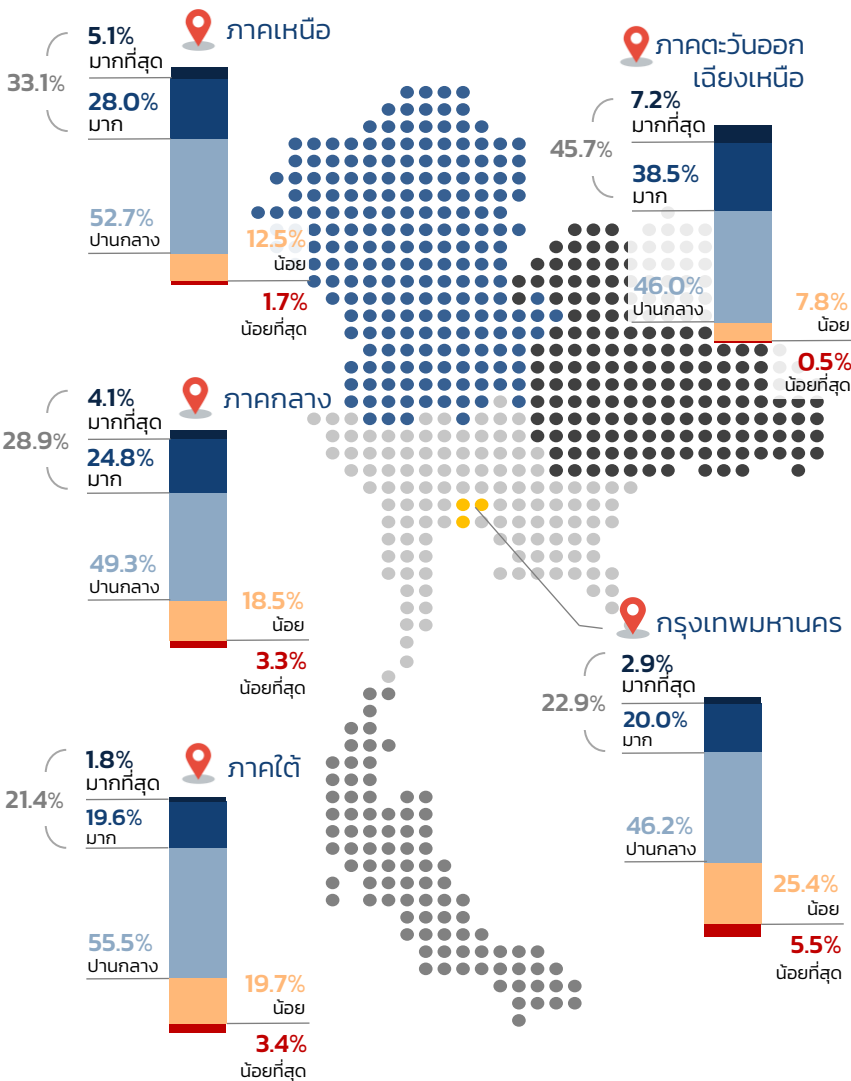 ภาคเหนือ
5.1%
มากที่สุด
33.1%
28.0%
มาก
52.7%
ปานกลาง
12.5%
น้อย
1.7%
น้อยที่สุด
ภาคตะวันออก
เฉียงเหนือ
7.2%
มากที่สุด
45.7%
38.5%
มาก
46.0%
ปานกลาง
7.8%
น้อย
0.5%
น้อยที่สุด
ภาคกลาง
4.1%
มากที่สุด
28.9%
24.8%
มาก
49.3%
ปานกลาง
18.5%
น้อย
3.3%
น้อยที่สุด
กรุงเทพมหานคร
2.9%
มากที่สุด
22.9%
20.0%
มาก
46.2%
ปานกลาง
25.4%
น้อย
5.5%
น้อยที่สุด
ภาคใต้
1.8%
มากที่สุด
21.4%
19.6%
มาก
55.5%
ปานกลาง
19.7%
น้อย
3.4%
น้อยที่สุด